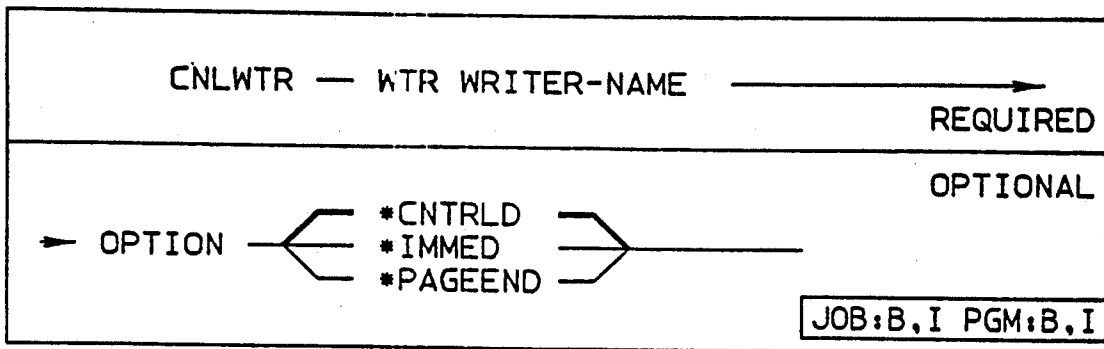 CNLWTR — WTR WRITER-NAME
REQUIRED
OPTIONAL
*CNTRLD
OPTION *IMMED
*PAGEEND
JOB:B,I PGM:B,I